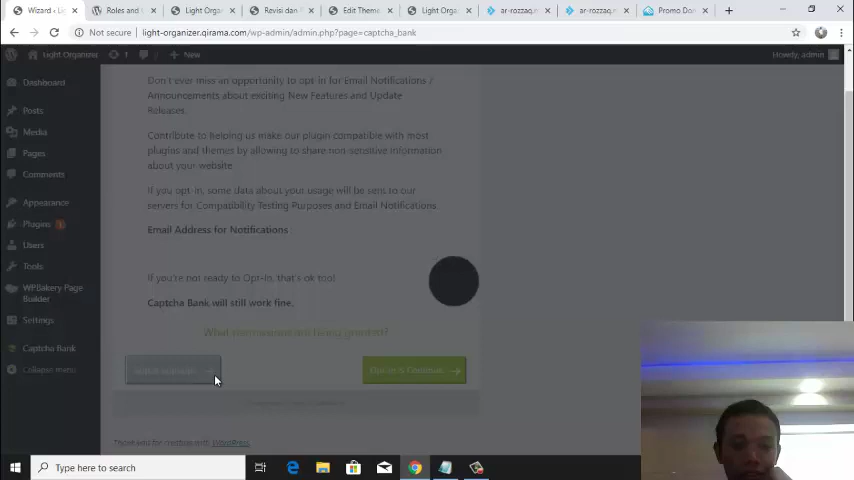 Wizard ‹ Li
Roles and
Light Orga
Revisi dan
Edit Theme
Light Orga
ar-rozzaq.m
ar-rozzaq.m
Promo Dom
Not secure
light-organizer.qirama.com/wp-admin/admin.php?page=captcha_bank
Light Organizer
1
New
Howdy, admin
Dashboard
Posts
Media
Pages
Comments
Appearance
Plugins 1
Users
Tools
VVPBakery Page
Builder
Settings
Captcha Bank
Collapse menu
Don't ever miss an opportunity to opt-in for Email Notifications /
Announcements about exciting New Features and Update
Releases.
Contribute to helping us make our plugin compatible with most
plugins and themes by allowing to share non-sensitive information
about your website.
If you opt-in, some data about your usage will be sent to our
servers for Compatibility Testing Purposes and Email Notifications.
Email Address for Notifications :
If you're not ready to Opt-In, that's ok too!
Captcha Bank will still work fine.
What permissions are being granted?
Opt-In & Continue
Thank you for creating with WordPress.
Type here to search